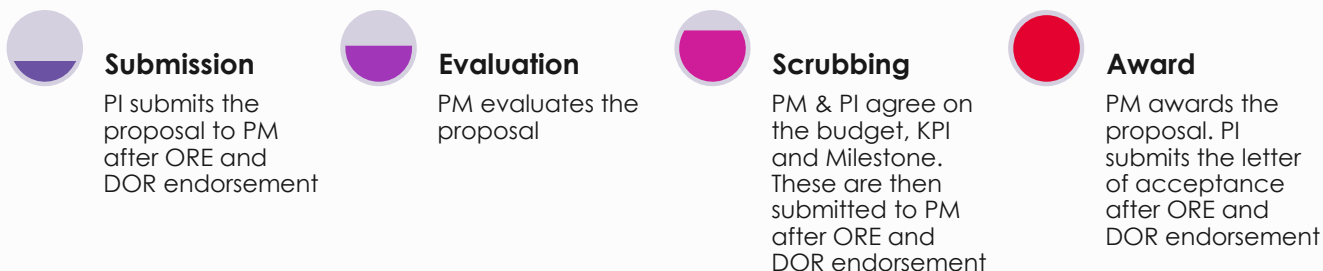 Submission
PI submits the
proposal to PM
after ORE and
DOR endorsement
Evaluation
PM evaluates the
proposal
Scrubbing
PM & PI agree on
the budget, KPI
and Milestone.
These are then
submitted to PM
after ORE and
DOR endorsement
Award
PM awards the
proposal. PI
submits the letter
of acceptance
after ORE and
DOR endorsement